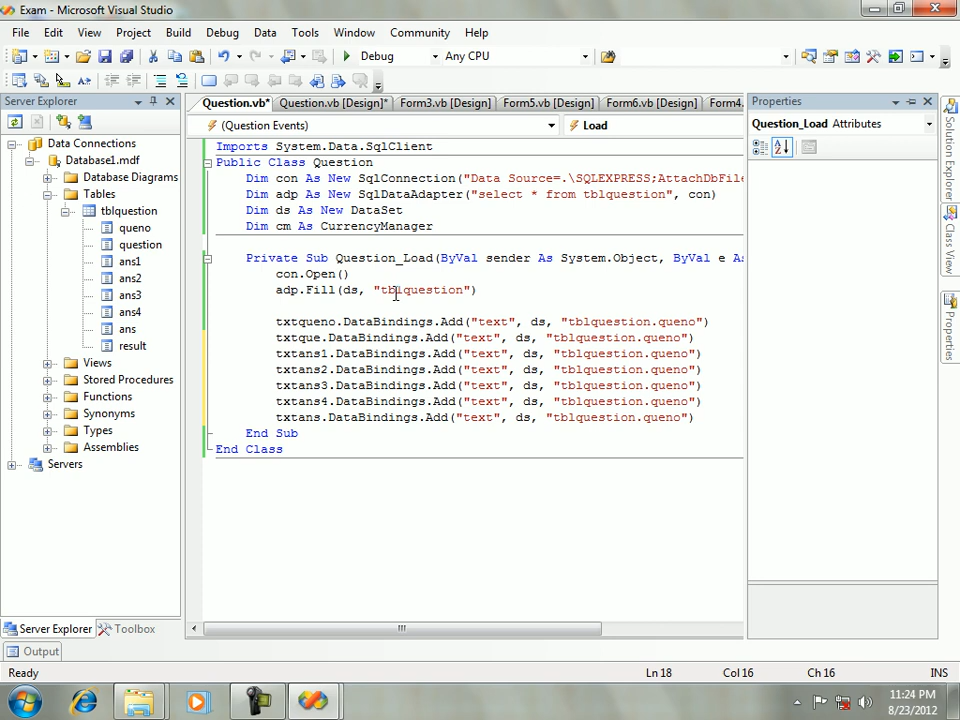 Exam - Microsoft Visual Studio
File Edit View Project Build Debug Data Tools Window Community Help
Debug Any CPU
Server Explorer
Data Connections
Database1.mdf
Database Diagrams
Tables
tblquestion
queno
question
ans1
ans2
ans3
ans4
ans
result
Views
Stored Procedures
Functions
Synonyms
Types
Assemblies
Servers
Server Explorer Toolbox
Output
Question.vb* Question.vb [Design]* Form3.vb [Design] Form5.vb [Design] Form6.vb [Design] Form4.
(Question Events) Load
Imports System.Data.SqlClient
Public Class Question
Dim con As New SqlConnection("Data Source=.\SQLEXPRESS;AttachDbFile
Dim adp As New SqlDataAdapter("select * from tblquestion", con)
Dim ds As New DataSet
Dim cm As CurrencyManager
Private Sub Question_Load(ByVal sender As System.Object, ByVal e As
con.Open()
adp.Fill(ds, "tblquestion")
txtqueno.DataBindings.Add("text", ds, "tblquestion.queno")
txtque.DataBindings.Add("text", ds, "tblquestion.queno")
txtans1.DataBindings.Add("text", ds, "tblquestion.queno")
txtans2.DataBindings.Add("text", ds, "tblquestion.queno")
txtans3.DataBindings.Add("text", ds, "tblquestion.queno")
txtans4.DataBindings.Add("text", ds, "tblquestion.queno")
txtans.DataBindings.Add("text", ds, "tblquestion.queno")
End Sub
End Class
Properties
Question_Load Attributes
Solution Explorer
Class View
Properties
Ready Ln 18 Col 16 Ch 16 INS
11:24 PM
8/23/2012